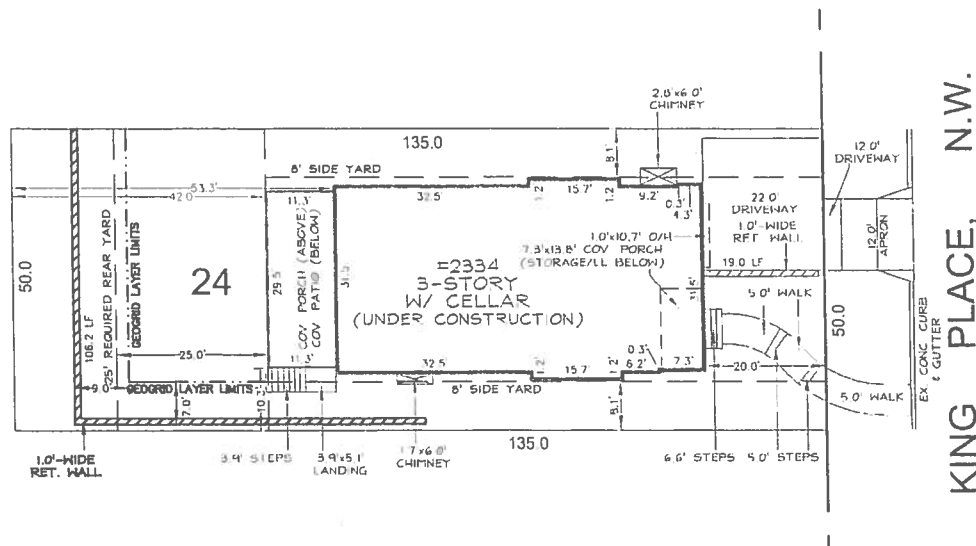 2.8'x6.0'
CHIMNEY
135.0
8.1'
12.0'
DRIVEWAY
8' SIDE YARD
53.3'
42.0'
11.3'
32.5'
1.2'
15.7'
1.2'
9.2'
0.3'
4.3'
22.0'
DRIVEWAY
1.0'-WIDE
RET. WALL
19.0 LF
12.0'
APRON
1.0'x10.7' O/H
7.3'x13.8' COV PORCH
(STORAGE/LL BELOW)
50.0
106.2 LF
25' REQUIRED REAR YARD
GEOGRID LAYER LIMITS
24
29.5'
COV PORCH (ABOVE)
COV PATIO (BELOW)
31.5'
#2334
3-STORY
W/ CELLAR
(UNDER CONSTRUCTION)
31.5'
5.0' WALK
50.0
25.0'
11.3'
32.5'
1.2'
15.7'
1.2'
0.3'
6.2'
7.3'
20.0'
9.0'
GEOGRID LAYER LIMITS
7.0'
10.3'
8' SIDE YARD
8.1'
5.0' WALK
EX CONC CURB
& GUTTER
135.0
1.0'-WIDE
RET. WALL
3.9' STEPS
3.9'x5.1'
LANDING
CHIMNEY
6.6' STEPS
5.0' STEPS
KING PLACE, N.W.